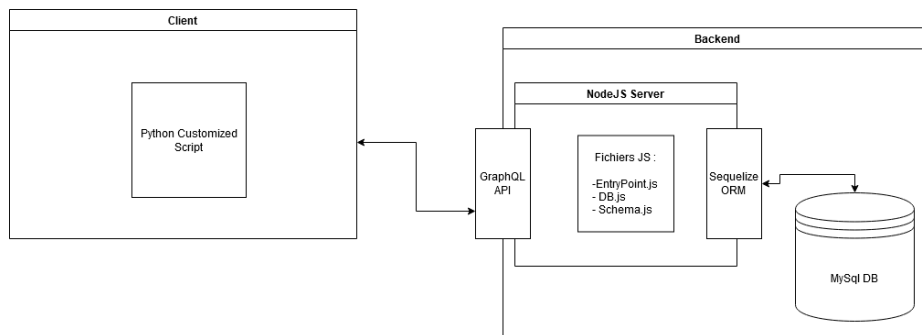 Client
Python Customized
Script
Backend
NodeJS Server
GraphQL
API
Fichiers JS :
-EntryPoint.js
- DB.js
- Schema.js
Sequelize
ORM
MySql DB